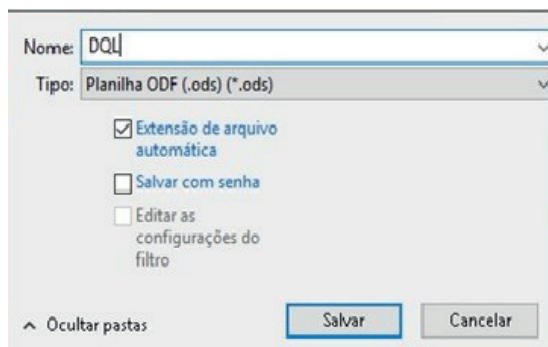 Nome: DQL
Tipo: Planilha ODF (.ods) (*.ods)
Extensão de arquivo
automática
Salvar com senha
Editar as
configurações do
filtro
Ocultar pastas Salvar Cancelar